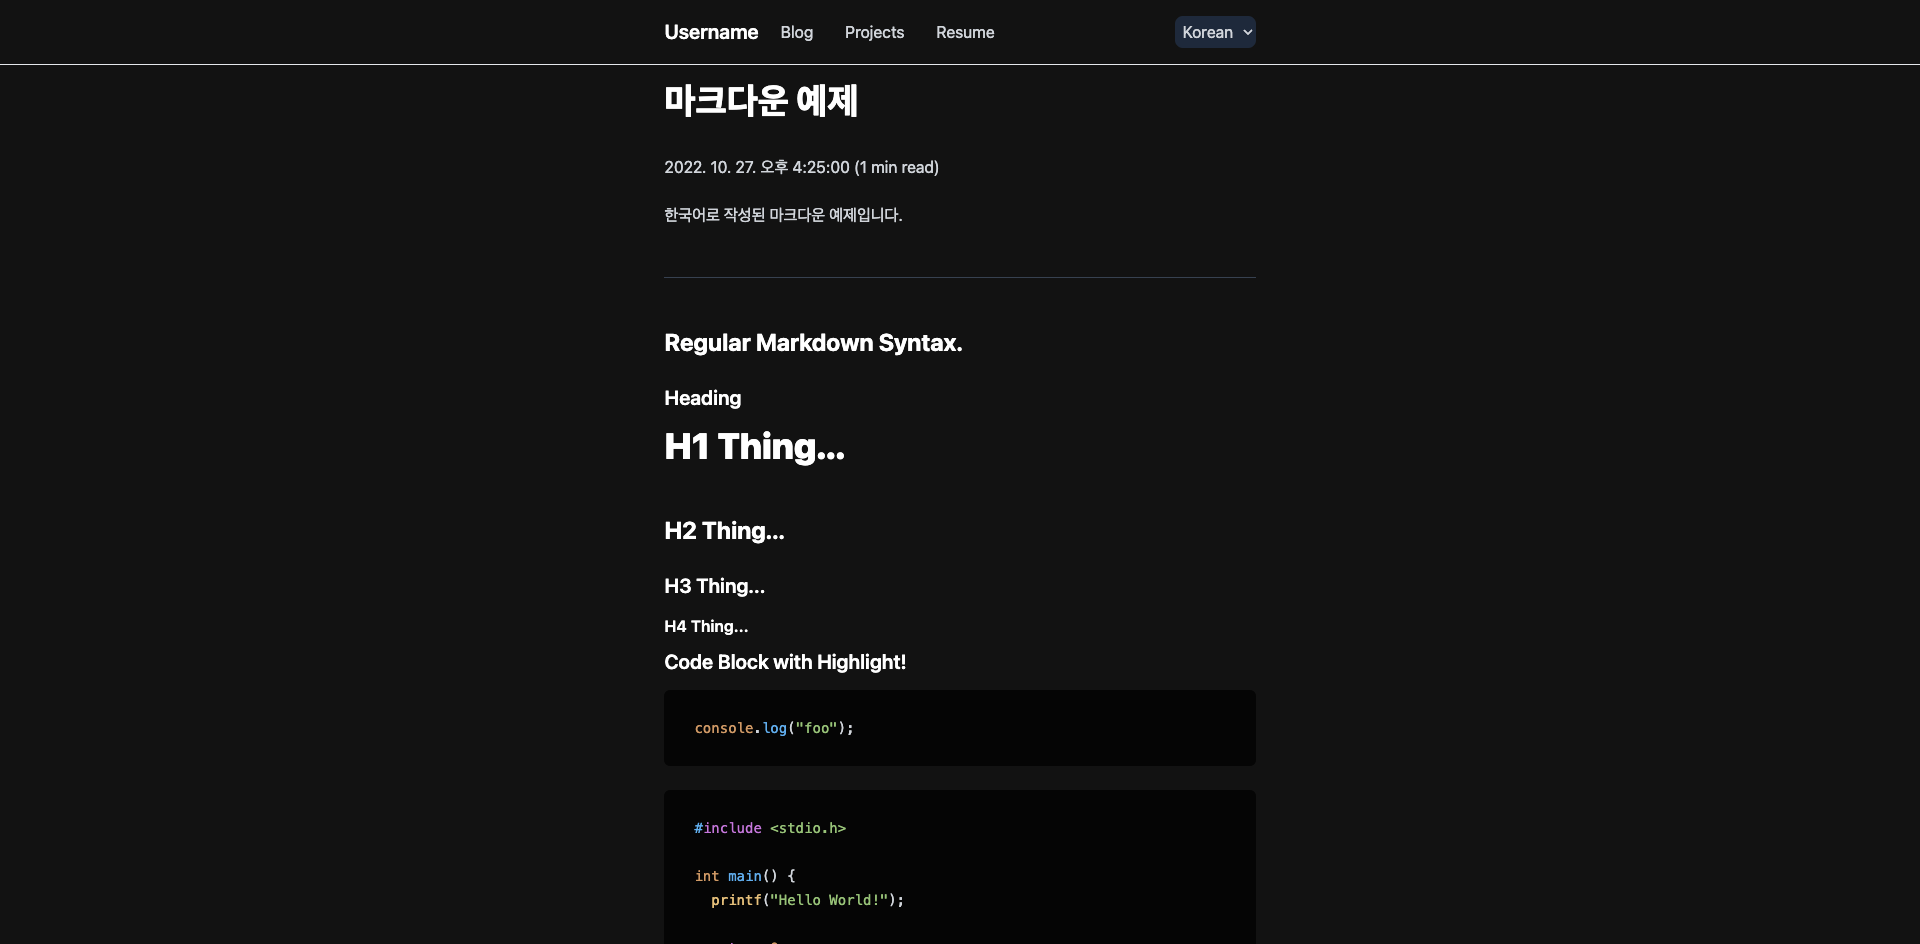 Username Blog Projects Resume Korean
마크다운 예제
2022. 10. 27. 오후 4:25:00 (1 min read)
한국어로 작성된 마크다운 예제입니다.
Regular Markdown Syntax.
Heading
H1 Thing...
H2 Thing...
H3 Thing...
H4 Thing...
Code Block with Highlight!
console.log("foo");
#include <stdio.h>
int main() {
printf("Hello World!");